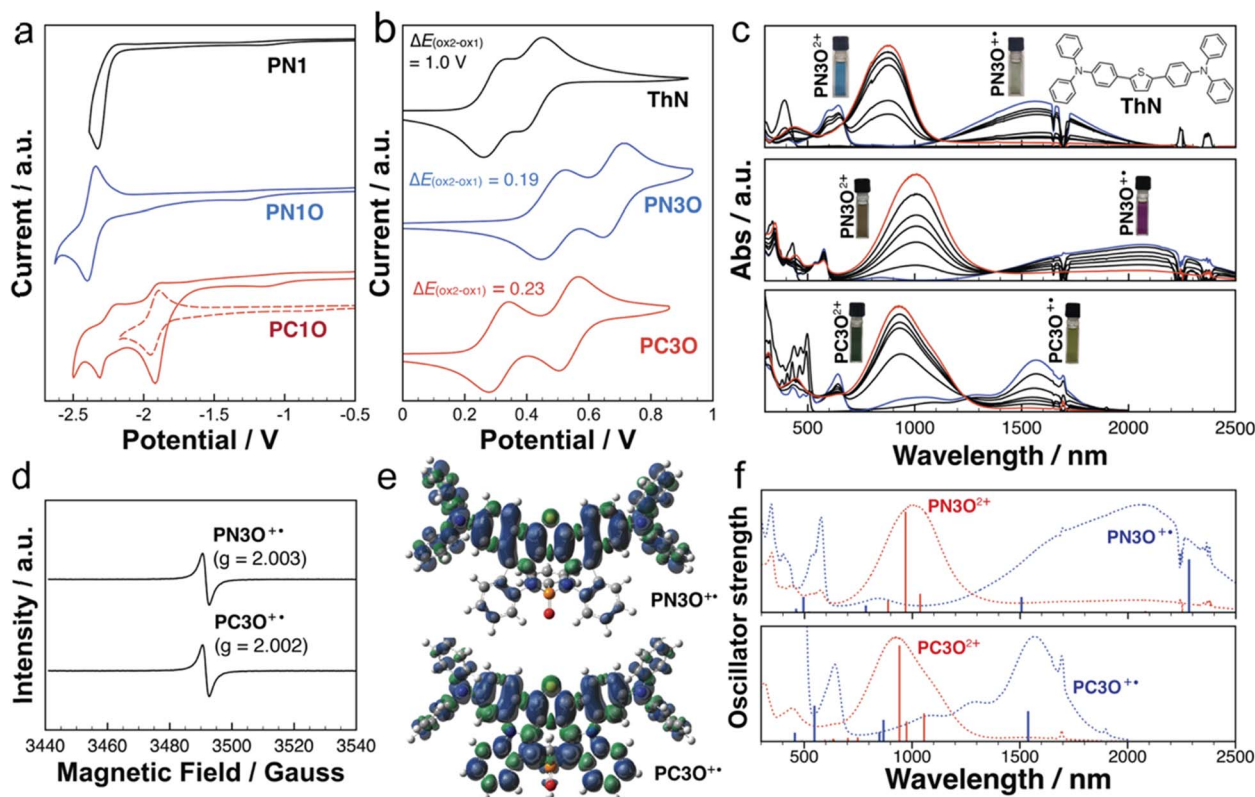 a
Current / a.u.
PN1
PN1O
PC1O
-2.5 -2 -1.5 -1 -0.5
Potential / V
b
Current / a.u.
ΔE(ox2-ox1)
= 1.0 V
ThN
ΔE(ox2-ox1) = 0.19
PN3O
ΔE(ox2-ox1) = 0.23
PC3O
0 0.2 0.4 0.6 0.8 1
Potential / V
c
Abs / a.u.
PN3O2+
PN3O+•
N
S
N
ThN
PN3O2+
PN3O+•
PC3O2+
PC3O+•
500 1000 1500 2000 2500
Wavelength / nm
d
Intensity / a.u.
PN3O+•
(g = 2.003)
PC3O+•
(g = 2.002)
3440 3460 3480 3500 3520 3540
Magnetic Field / Gauss
e
PN3O+•
PC3O+•
f
Oscillator strength
PN3O2+
PN3O+•
PC3O2+
PC3O+•
500 1000 1500 2000 2500
Wavelength / nm